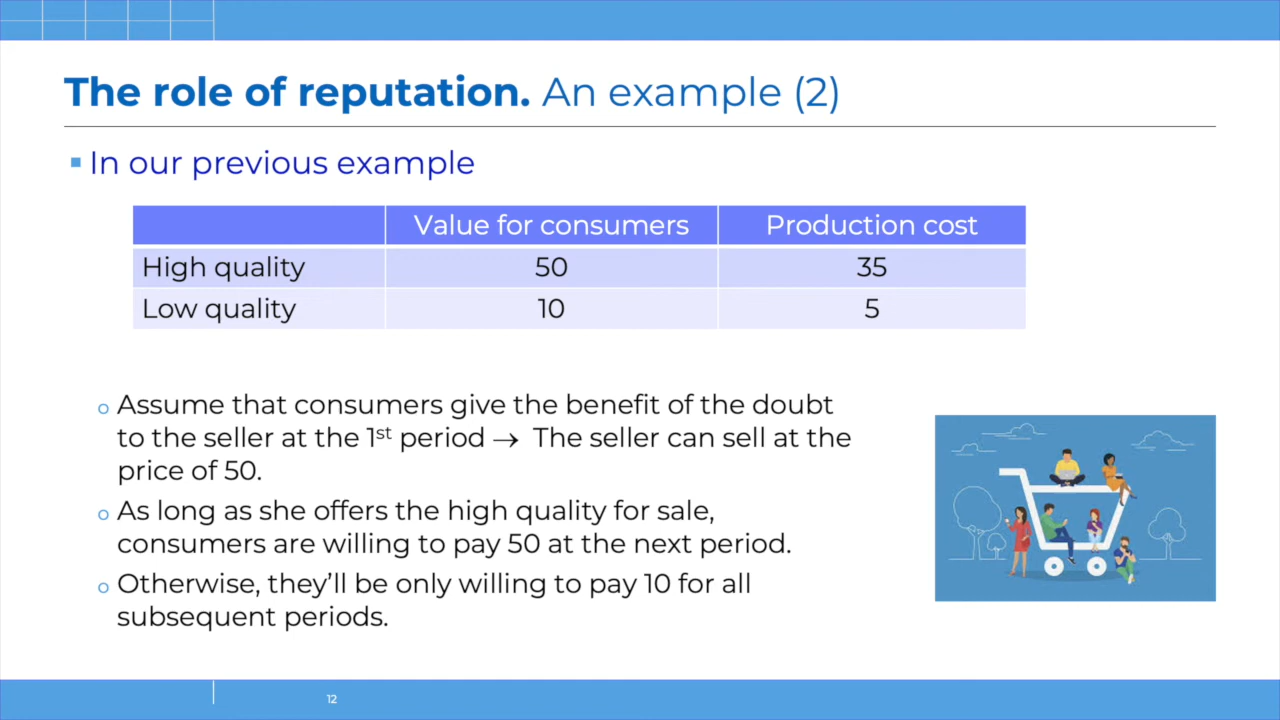 The role of reputation. An example (2)
▪ In our previous example
Value for consumers Production cost
High quality 50 35
Low quality 10 5
o Assume that consumers give the benefit of the doubt
to the seller at the 1st period → The seller can sell at the
price of 50.
o As long as she offers the high quality for sale,
consumers are willing to pay 50 at the next period.
o Otherwise, they’ll be only willing to pay 10 for all
subsequent periods.
12